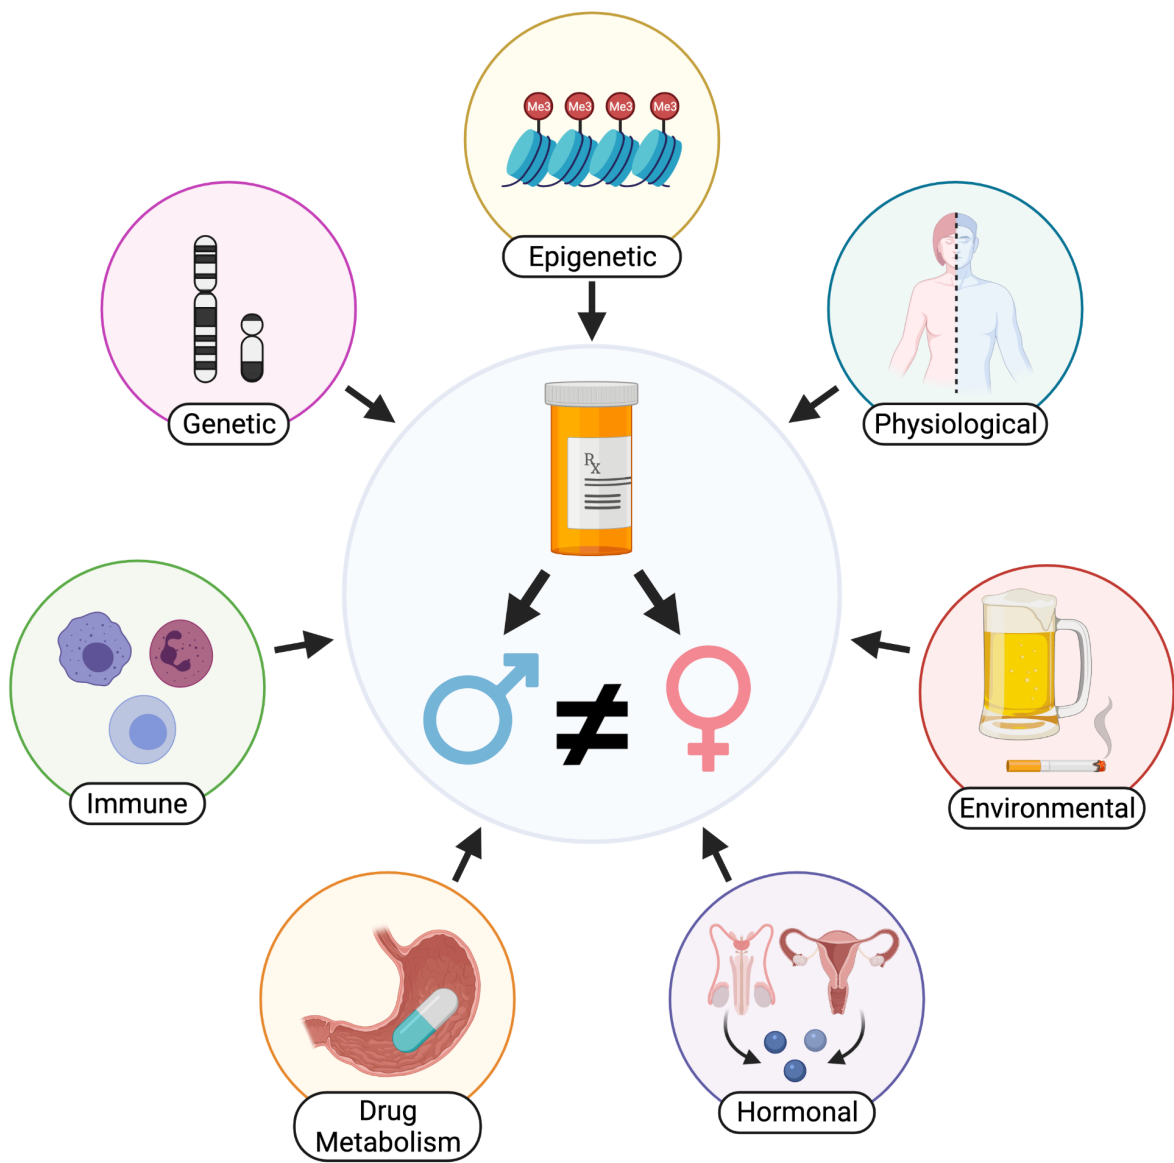 Me3 Me3 Me3 Me3
Epigenetic
Genetic
Physiological
Rx
Immune
Environmental
Drug
Metabolism
Hormonal